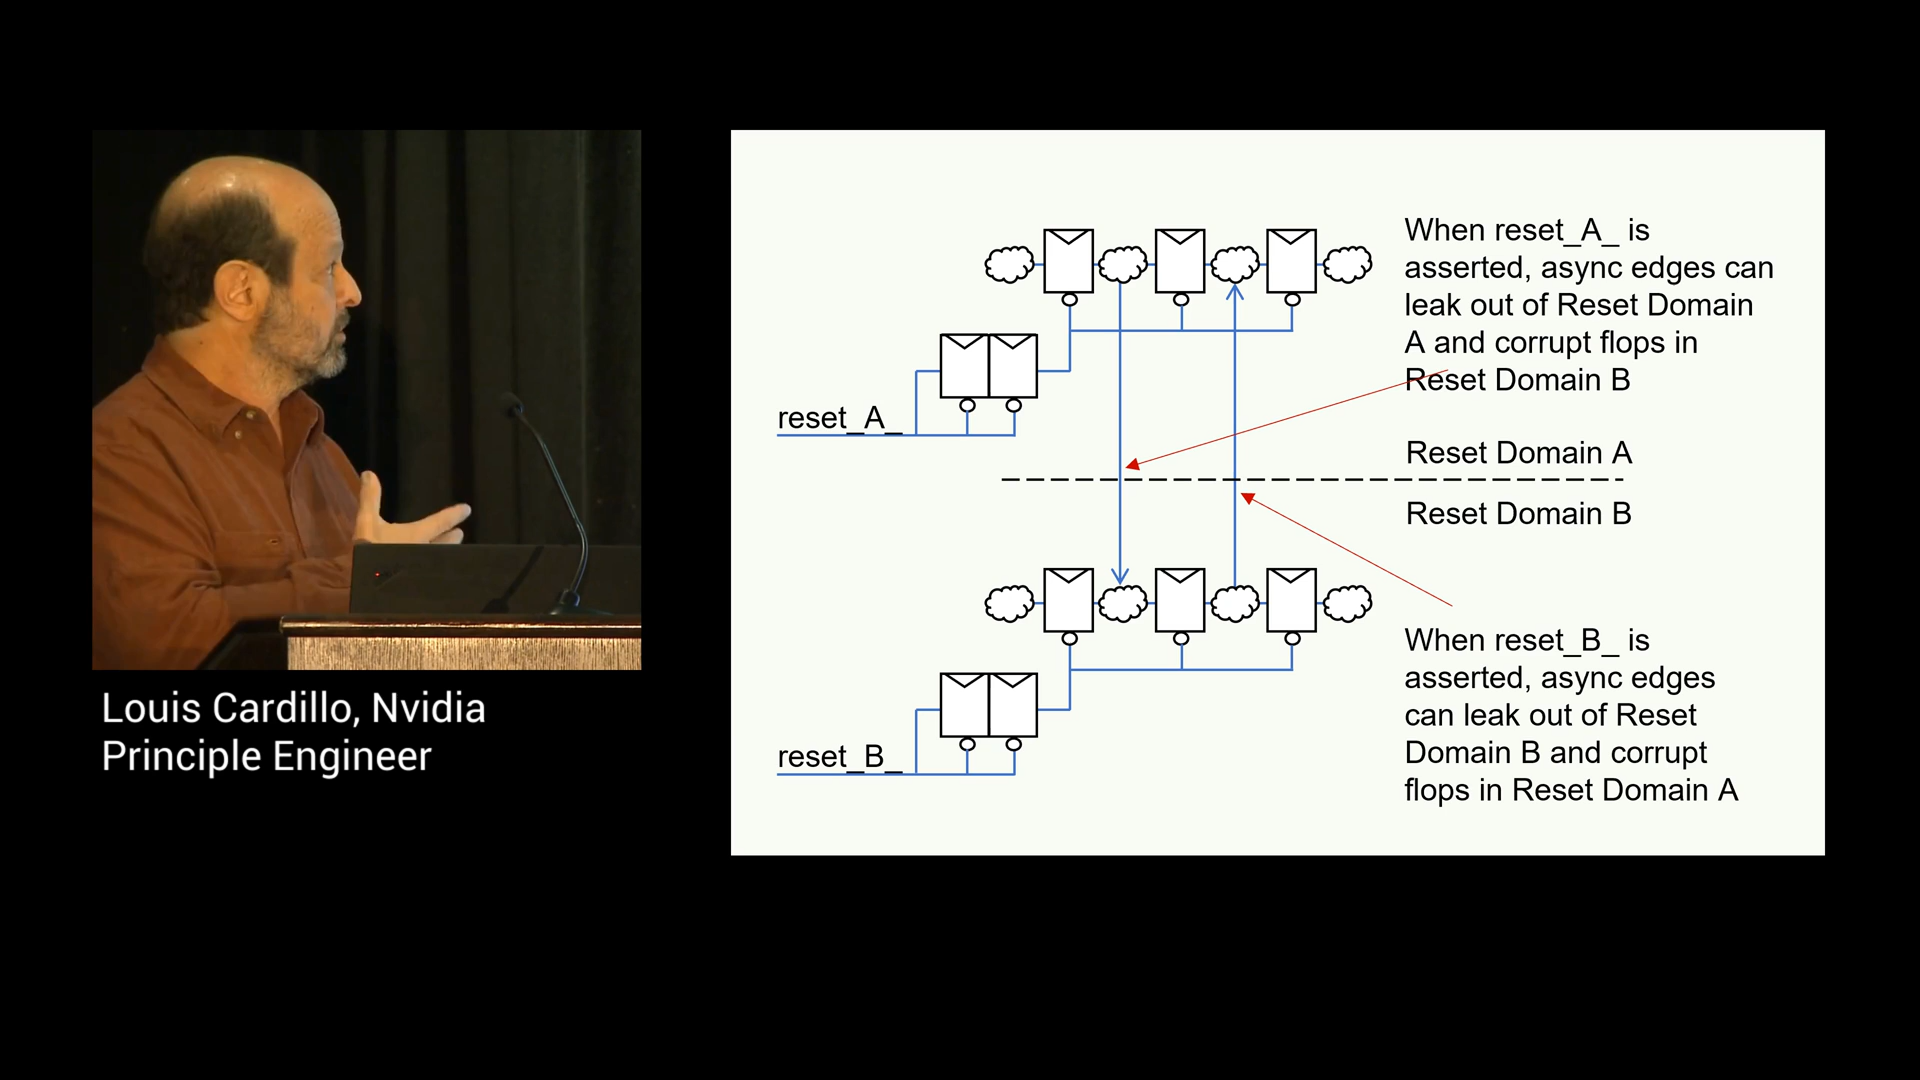 Louis Cardillo, Nvidia
Principle Engineer
When reset_A_ is
asserted, async edges can
leak out of Reset Domain
A and corrupt flops in
Reset Domain B
reset_A_
Reset Domain A
Reset Domain B
When reset_B_ is
asserted, async edges
can leak out of Reset
Domain B and corrupt
flops in Reset Domain A
reset_B_